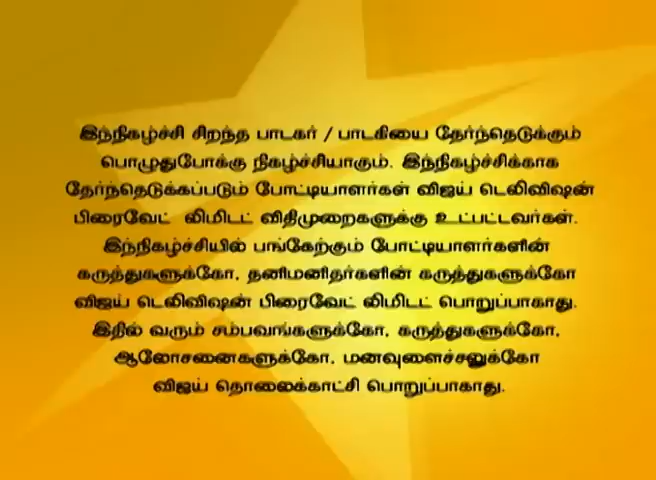 இந்நிகழ்ச்சி சிறந்த பாடகர் / பாடகியை தேர்ந்தெடுக்கும்
பொழுதுபோக்கு நிகழ்ச்சியாகும். இந்நிகழ்ச்சிக்காக
தேர்ந்தெடுக்கப்படும் போட்டியாளர்கள் விஜய் டெலிவிஷன்
பிரைவேட் லிமிடட் விதிமுறைகளுக்கு உட்பட்டவர்கள்.
இந்நிகழ்ச்சியில் பங்கேற்கும் போட்டியாளர்களின்
கருத்துகளுக்கோ, தனிமனிதர்களின் கருத்துகளுக்கோ
விஜய் டெலிவிஷன் பிரைவேட் லிமிடட் பொறுப்பாகாது.
இதில் வரும் சம்பவங்களுக்கோ, கருத்துகளுக்கோ,
ஆலோசனைகளுக்கோ, மனவுளைச்சலுக்கோ
விஜய் தொலைக்காட்சி பொறுப்பாகாது.